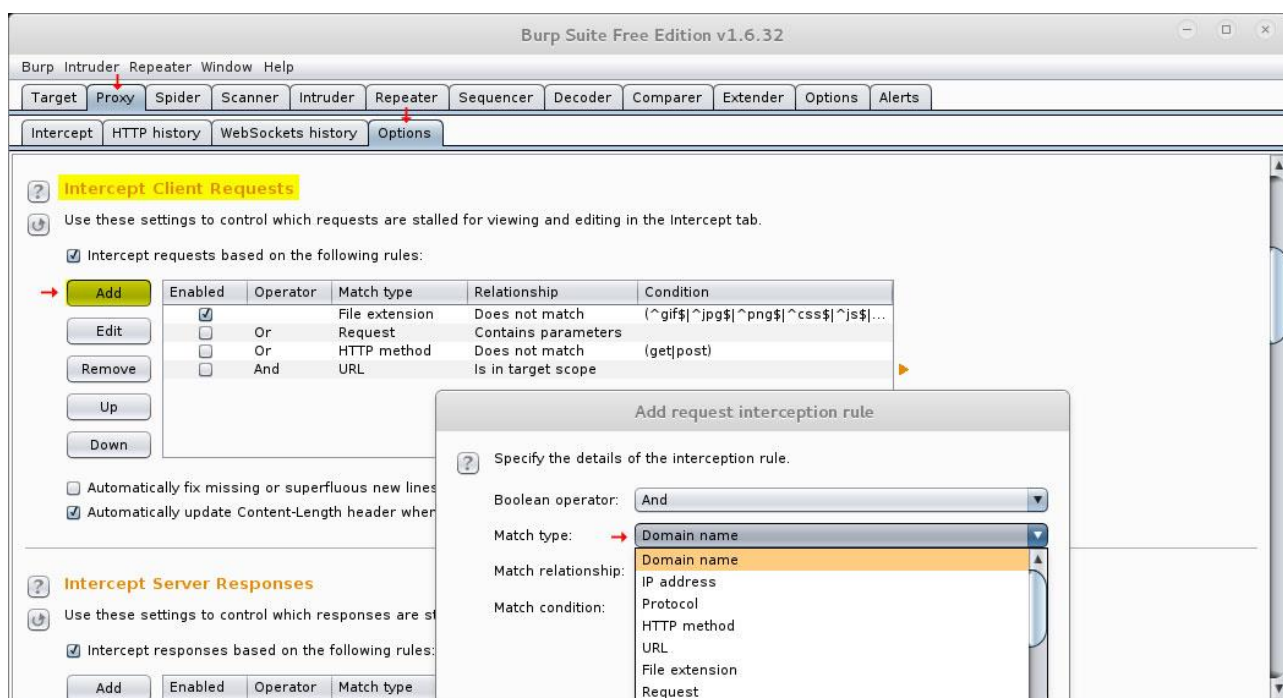 Burp Suite Free Edition v1.6.32
Burp Intruder Repeater Window Help
Target Proxy Spider Scanner Intruder Repeater Sequencer Decoder Comparer Extender Options Alerts
Intercept HTTP history WebSockets history Options
? Intercept Client Requests
Use these settings to control which requests are stalled for viewing and editing in the Intercept tab.
Intercept requests based on the following rules:
Add Enabled Operator Match type Relationship Condition
File extension Does not match (^gif$|^jpg$|^png$|^css$|^js$|...
Edit Or Request Contains parameters
Or HTTP method Does not match (get|post)
Remove And URL Is in target scope
Up
Down
Add request interception rule
? Specify the details of the interception rule.
Automatically fix missing or superfluous new lines
Automatically update Content-Length header when
Boolean operator: And
Match type: Domain name
Domain name
Match relationship: IP address
Match condition: Protocol
HTTP method
URL
File extension
Request
? Intercept Server Responses
Use these settings to control which responses are st
Intercept responses based on the following rules:
Add Enabled Operator Match type